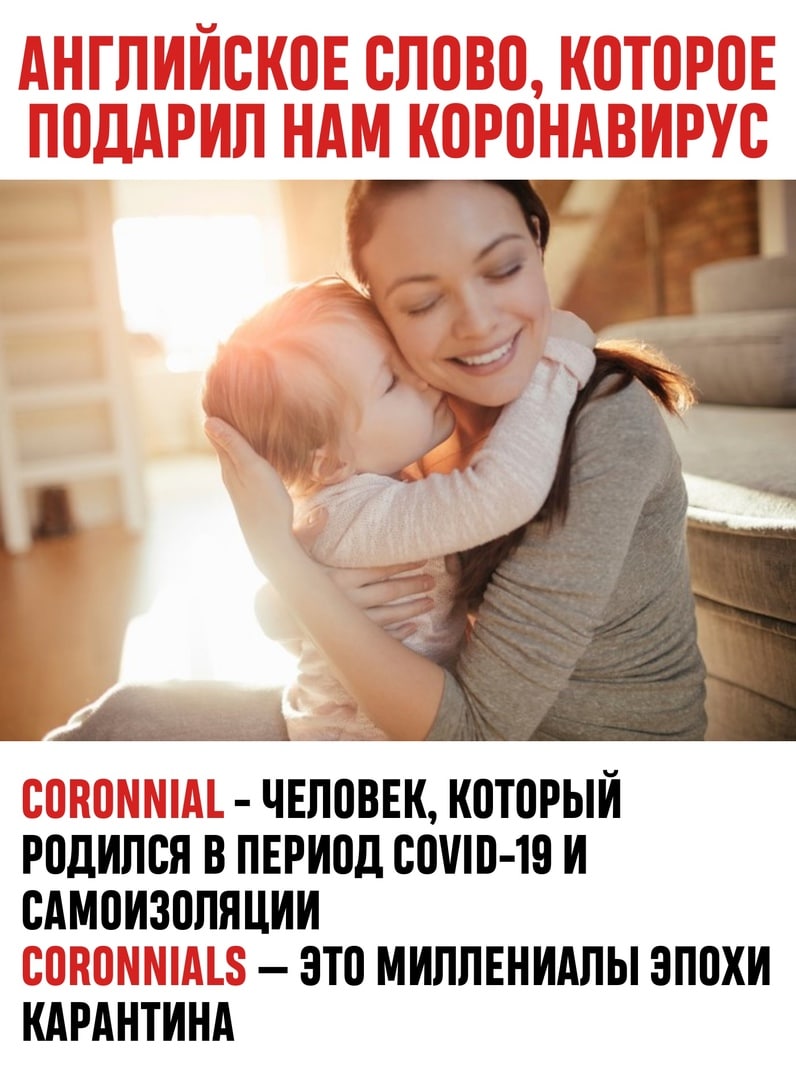 АНГЛИЙСКОЕ СЛОВО, КОТОРОЕ
ПОДАРИЛ НАМ КОРОНАВИРУС
CORONNIAL - ЧЕЛОВЕК, КОТОРЫЙ
РОДИЛСЯ В ПЕРИОД COVID-19 И
САМОИЗОЛЯЦИИ
CORONNIALS – ЭТО МИЛЛЕНИАЛЫ ЭПОХИ
КАРАНТИНА